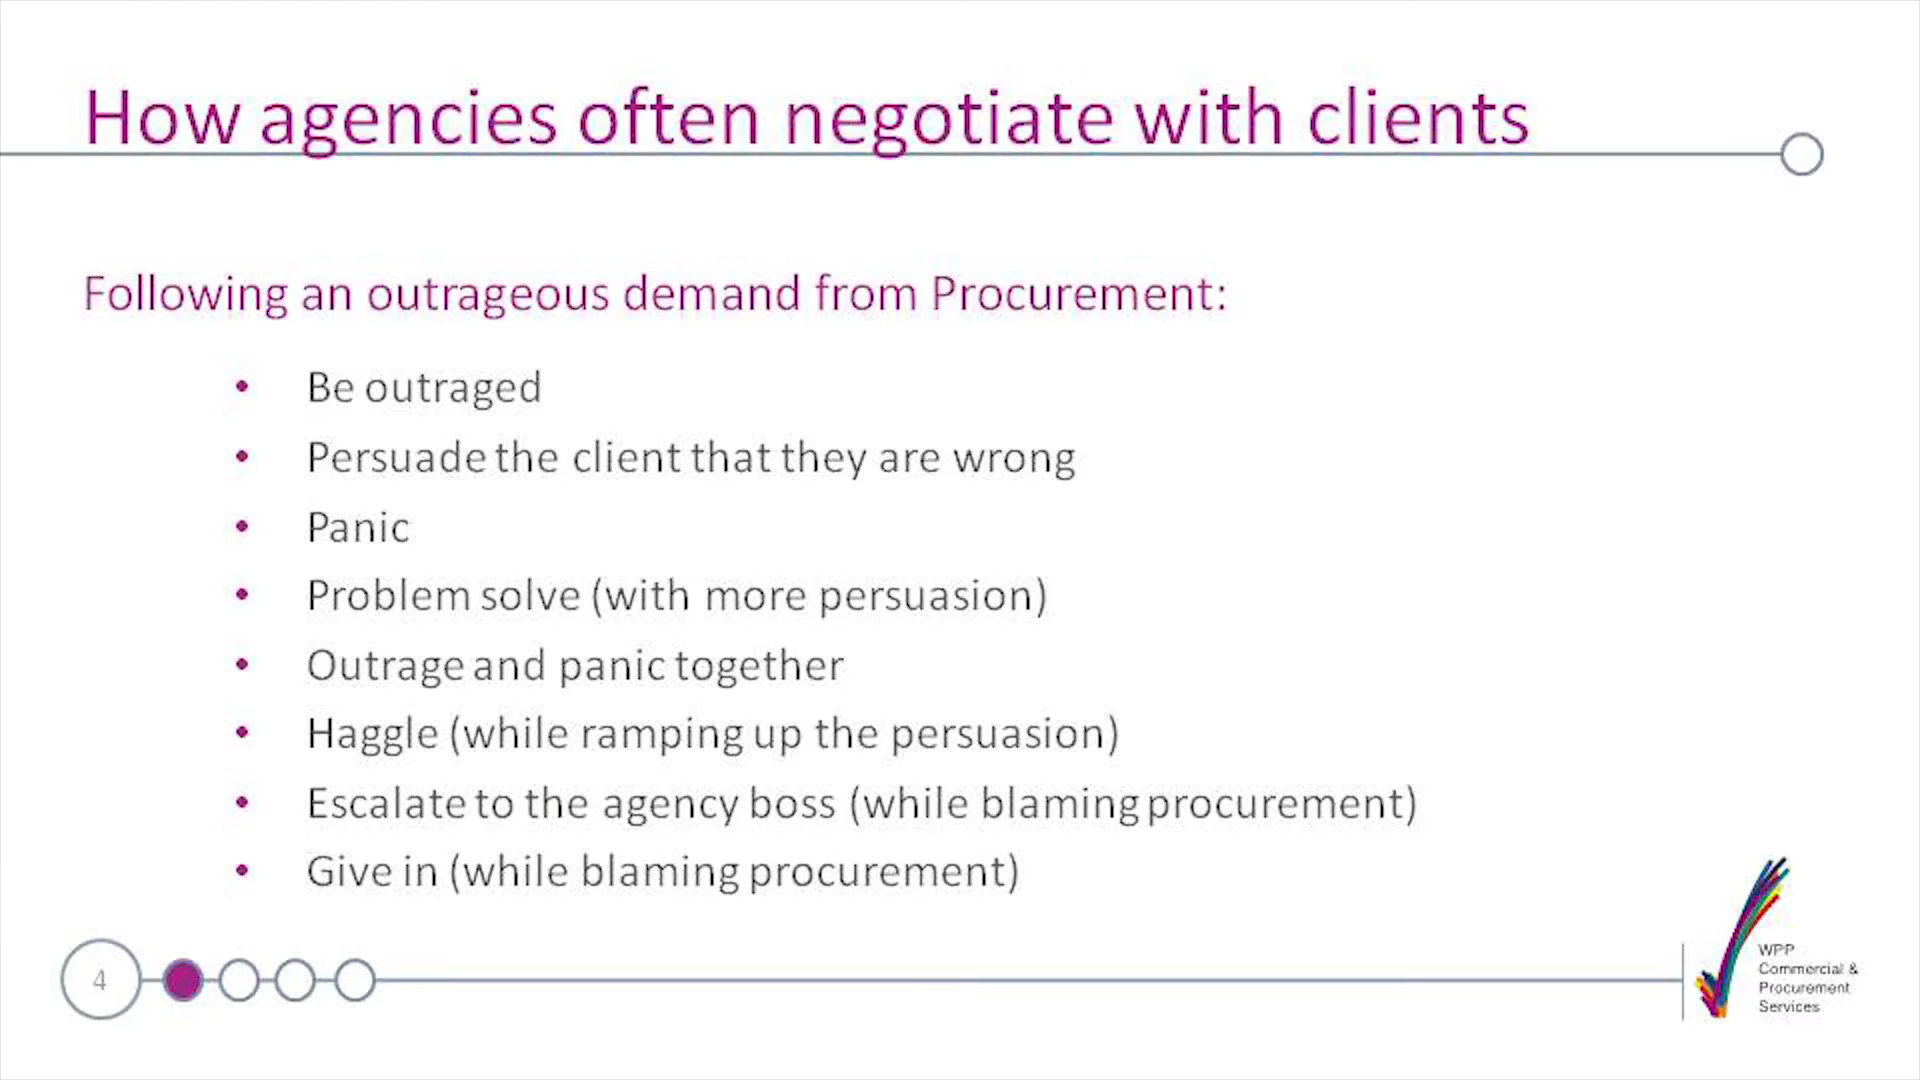 How agencies often negotiate with clients
Following an outrageous demand from Procurement:
• Be outraged
• Persuade the client that they are wrong
• Panic
• Problem solve (with more persuasion)
• Outrage and panic together
• Haggle (while ramping up the persuasion)
• Escalate to the agency boss (while blaming procurement)
• Give in (while blaming procurement)
4
WPP
Commercial &
Procurement
Services